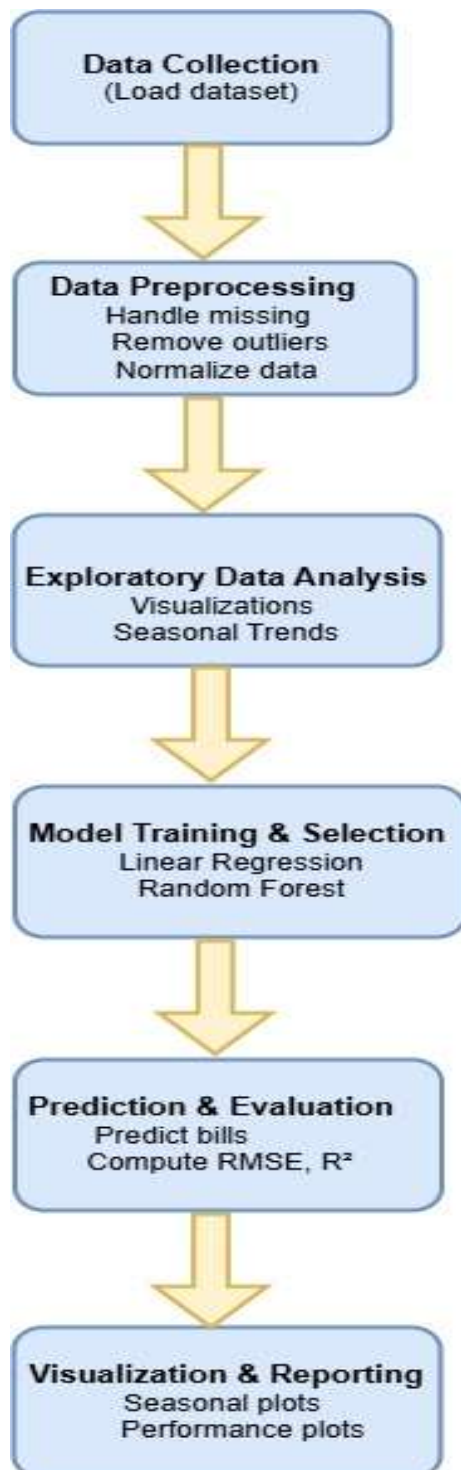 Data Collection
(Load dataset)
Data Preprocessing
Handle missing
Remove outliers
Normalize data
Exploratory Data Analysis
Visualizations
Seasonal Trends
Model Training & Selection
Linear Regression
Random Forest
Prediction & Evaluation
Predict bills
Compute RMSE, R²
Visualization & Reporting
Seasonal plots
Performance plots